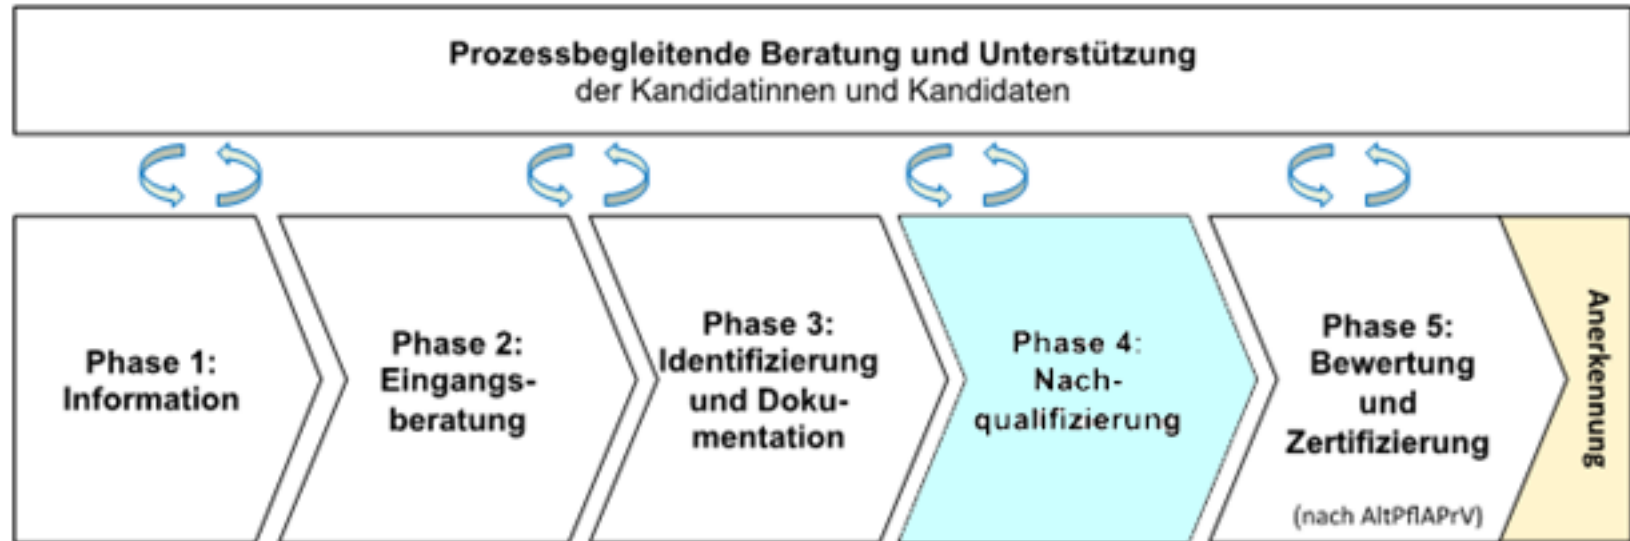 Prozessbegleitende Beratung und Unterstützung
der Kandidatinnen und Kandidaten
Phase 1:
Information
Phase 2:
Eingangs-
beratung
Phase 3:
Identifizierung
und Doku-
mentation
Phase 4:
Nach-
qualifizierung
Phase 5:
Bewertung
und
Zertifizierung
(nach AltPflAPrV)
Anerkennung